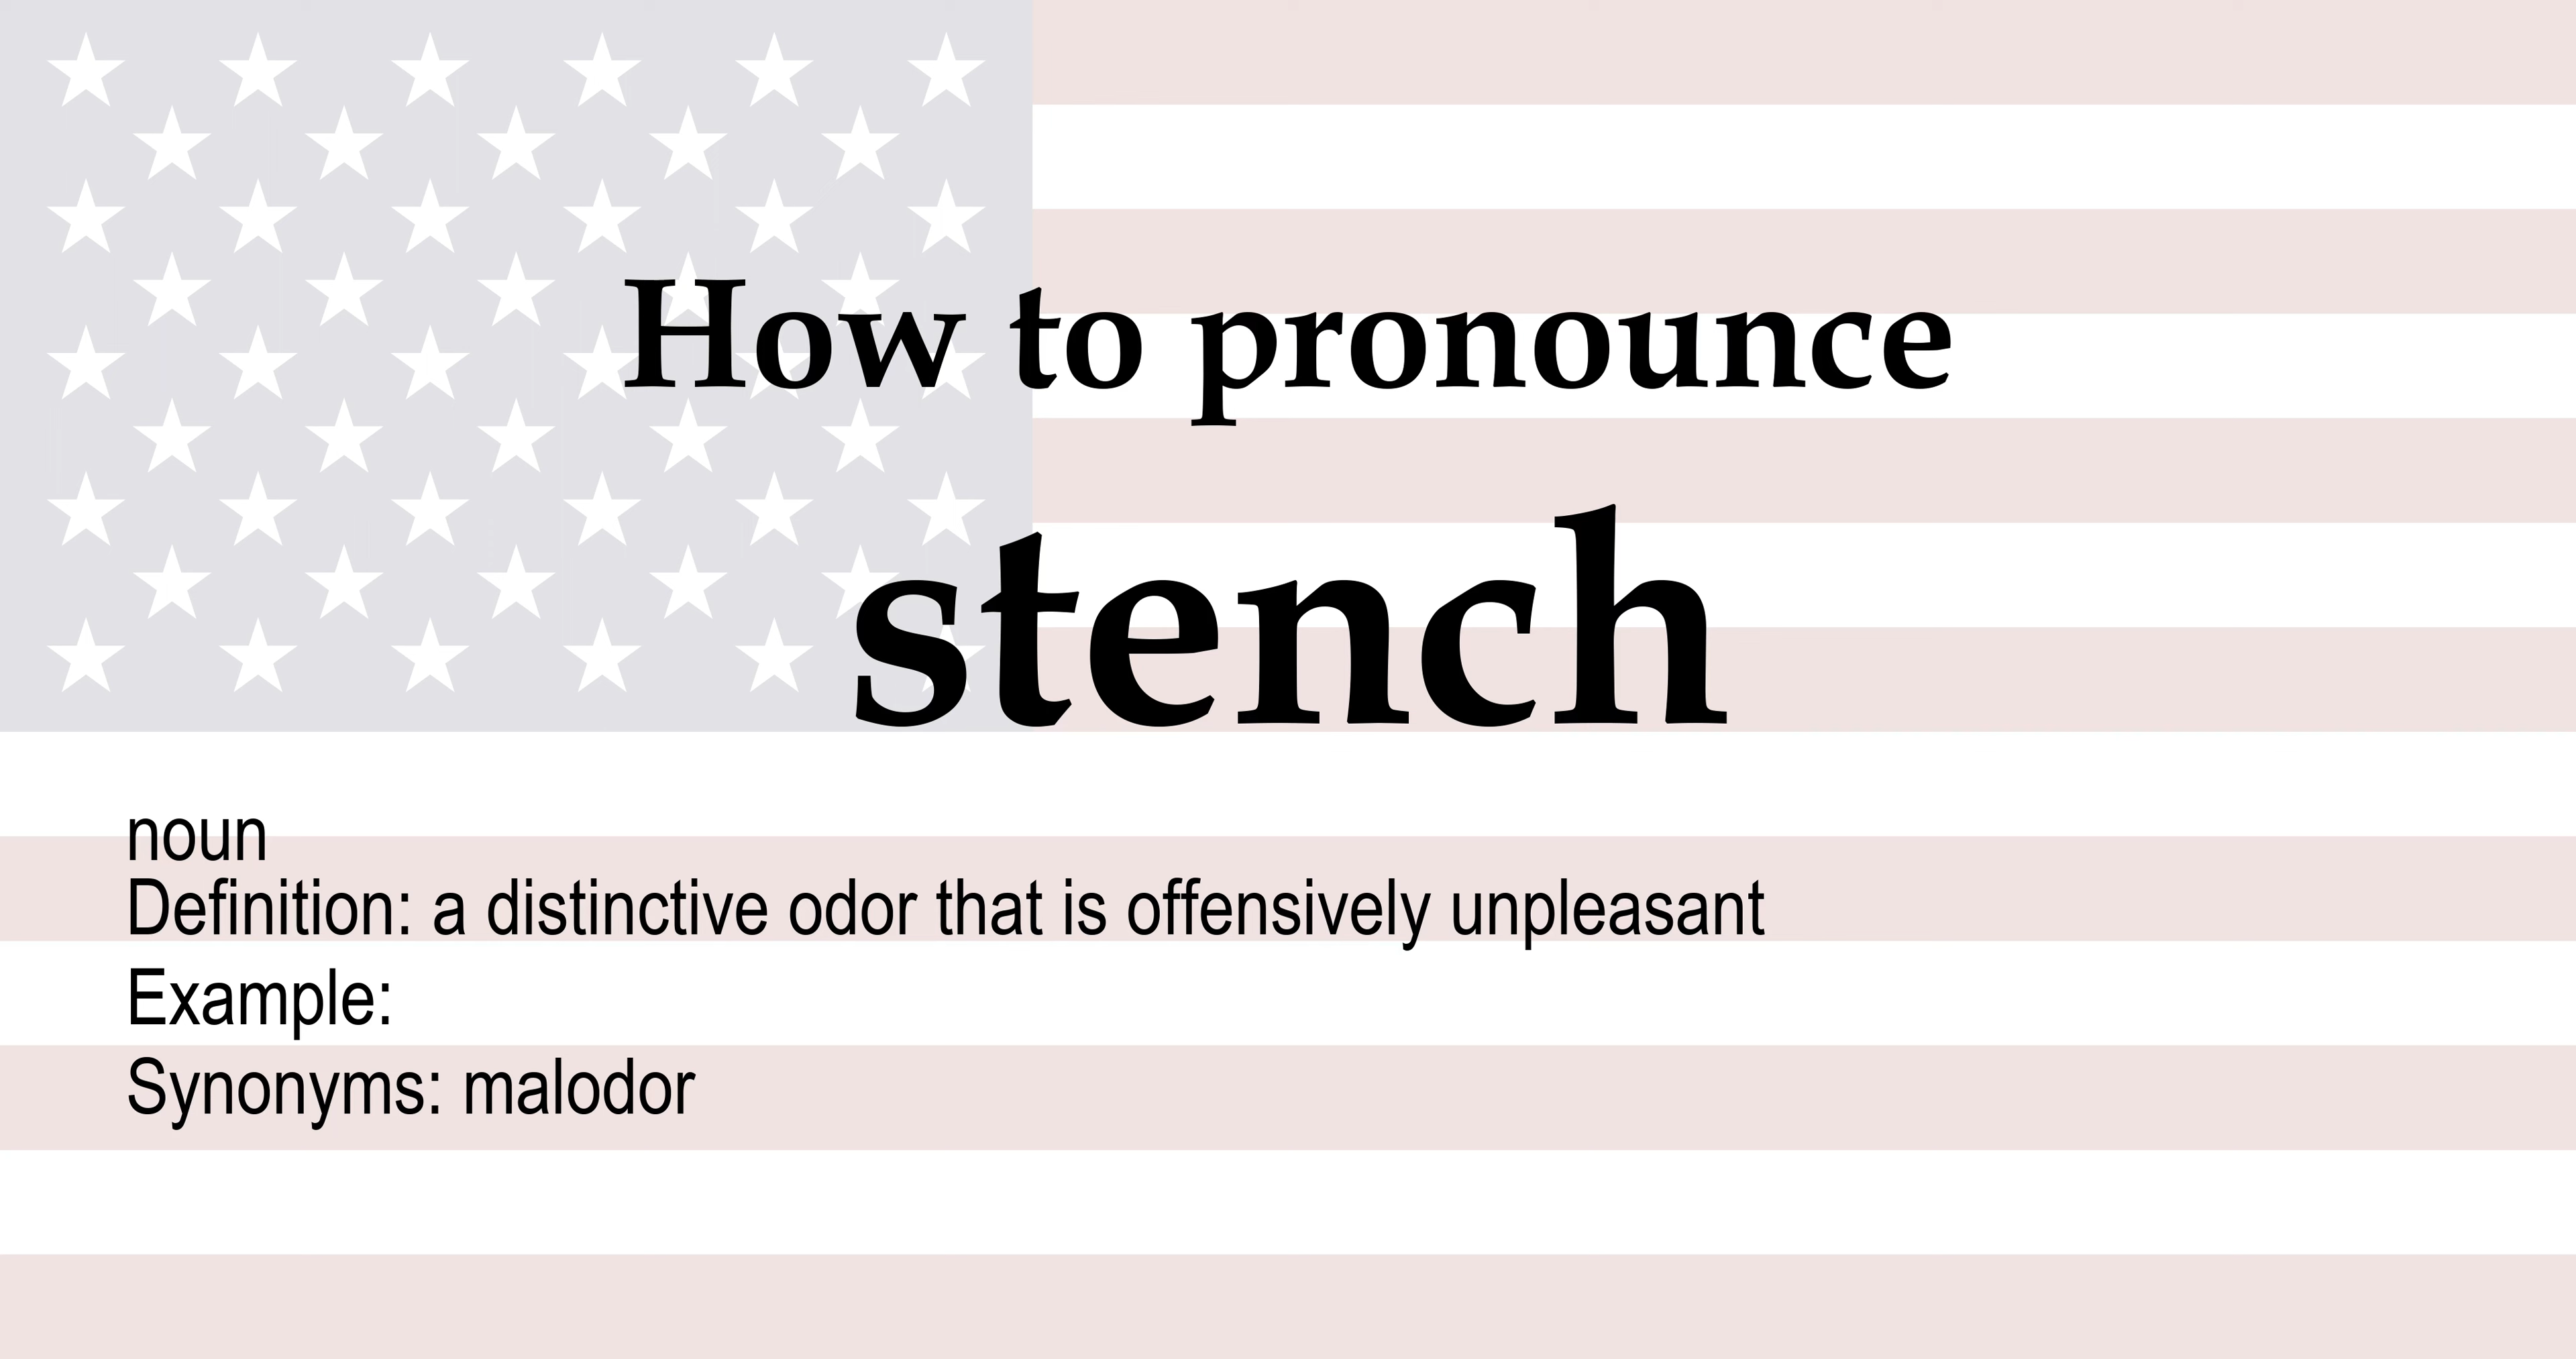 How to pronounce
stench
noun
Definition: a distinctive odor that is offensively unpleasant
Example:
Synonyms: malodor